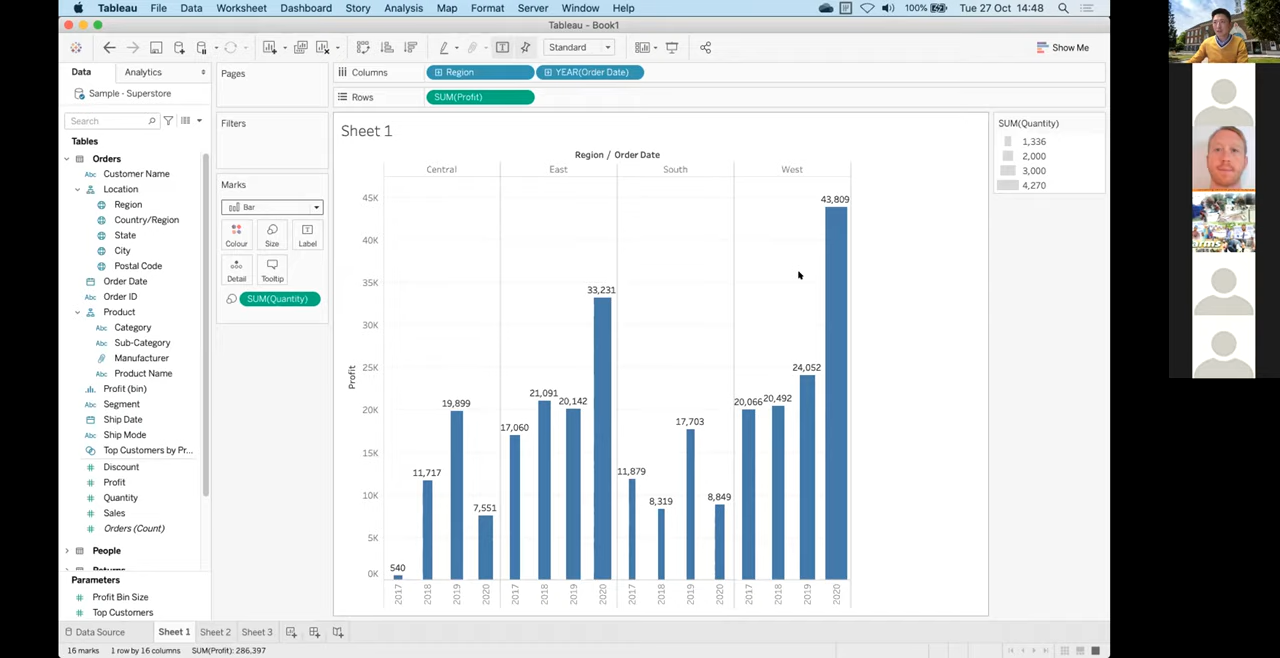 Tableau File Data Worksheet Dashboard Story Analysis Map Format Server Window Help 100% Tue 27 Oct 14:48
Tableau - Book1
Standard Show Me
Data Analytics Pages Columns Region YEAR(Order Date)
Sample - Superstore Rows SUM(Profit)
Search
Filters
Tables
Orders
Customer Name
Location
Region
Country/Region
State
City
Postal Code
Order Date
Order ID
Product
Category
Sub-Category
Manufacturer
Product Name
Profit (bin)
Segment
Ship Date
Ship Mode
Top Customers by Pr...
Discount
Profit
Quantity
Sales
Orders (Count)
People
Parameters
Profit Bin Size
Top Customers
Marks
Bar
Colour Size Label
Detail Tooltip
SUM(Quantity)
Sheet 1
Region / Order Date
Central East South West
Profit
45K
40K
35K
30K
25K
20K
15K
10K
5K
0K
540 11,717 19,899 7,551 17,060 21,091 20,142 33,231 11,879 8,319 17,703 8,849 20,066 20,492 24,052 43,809
2017 2018 2019 2020 2017 2018 2019 2020 2017 2018 2019 2020 2017 2018 2019 2020
SUM(Quantity)
1,336
2,000
3,000
4,270
Data Source Sheet 1 Sheet 2 Sheet 3
16 marks 1 row by 16 columns SUM(Profit): 286,397